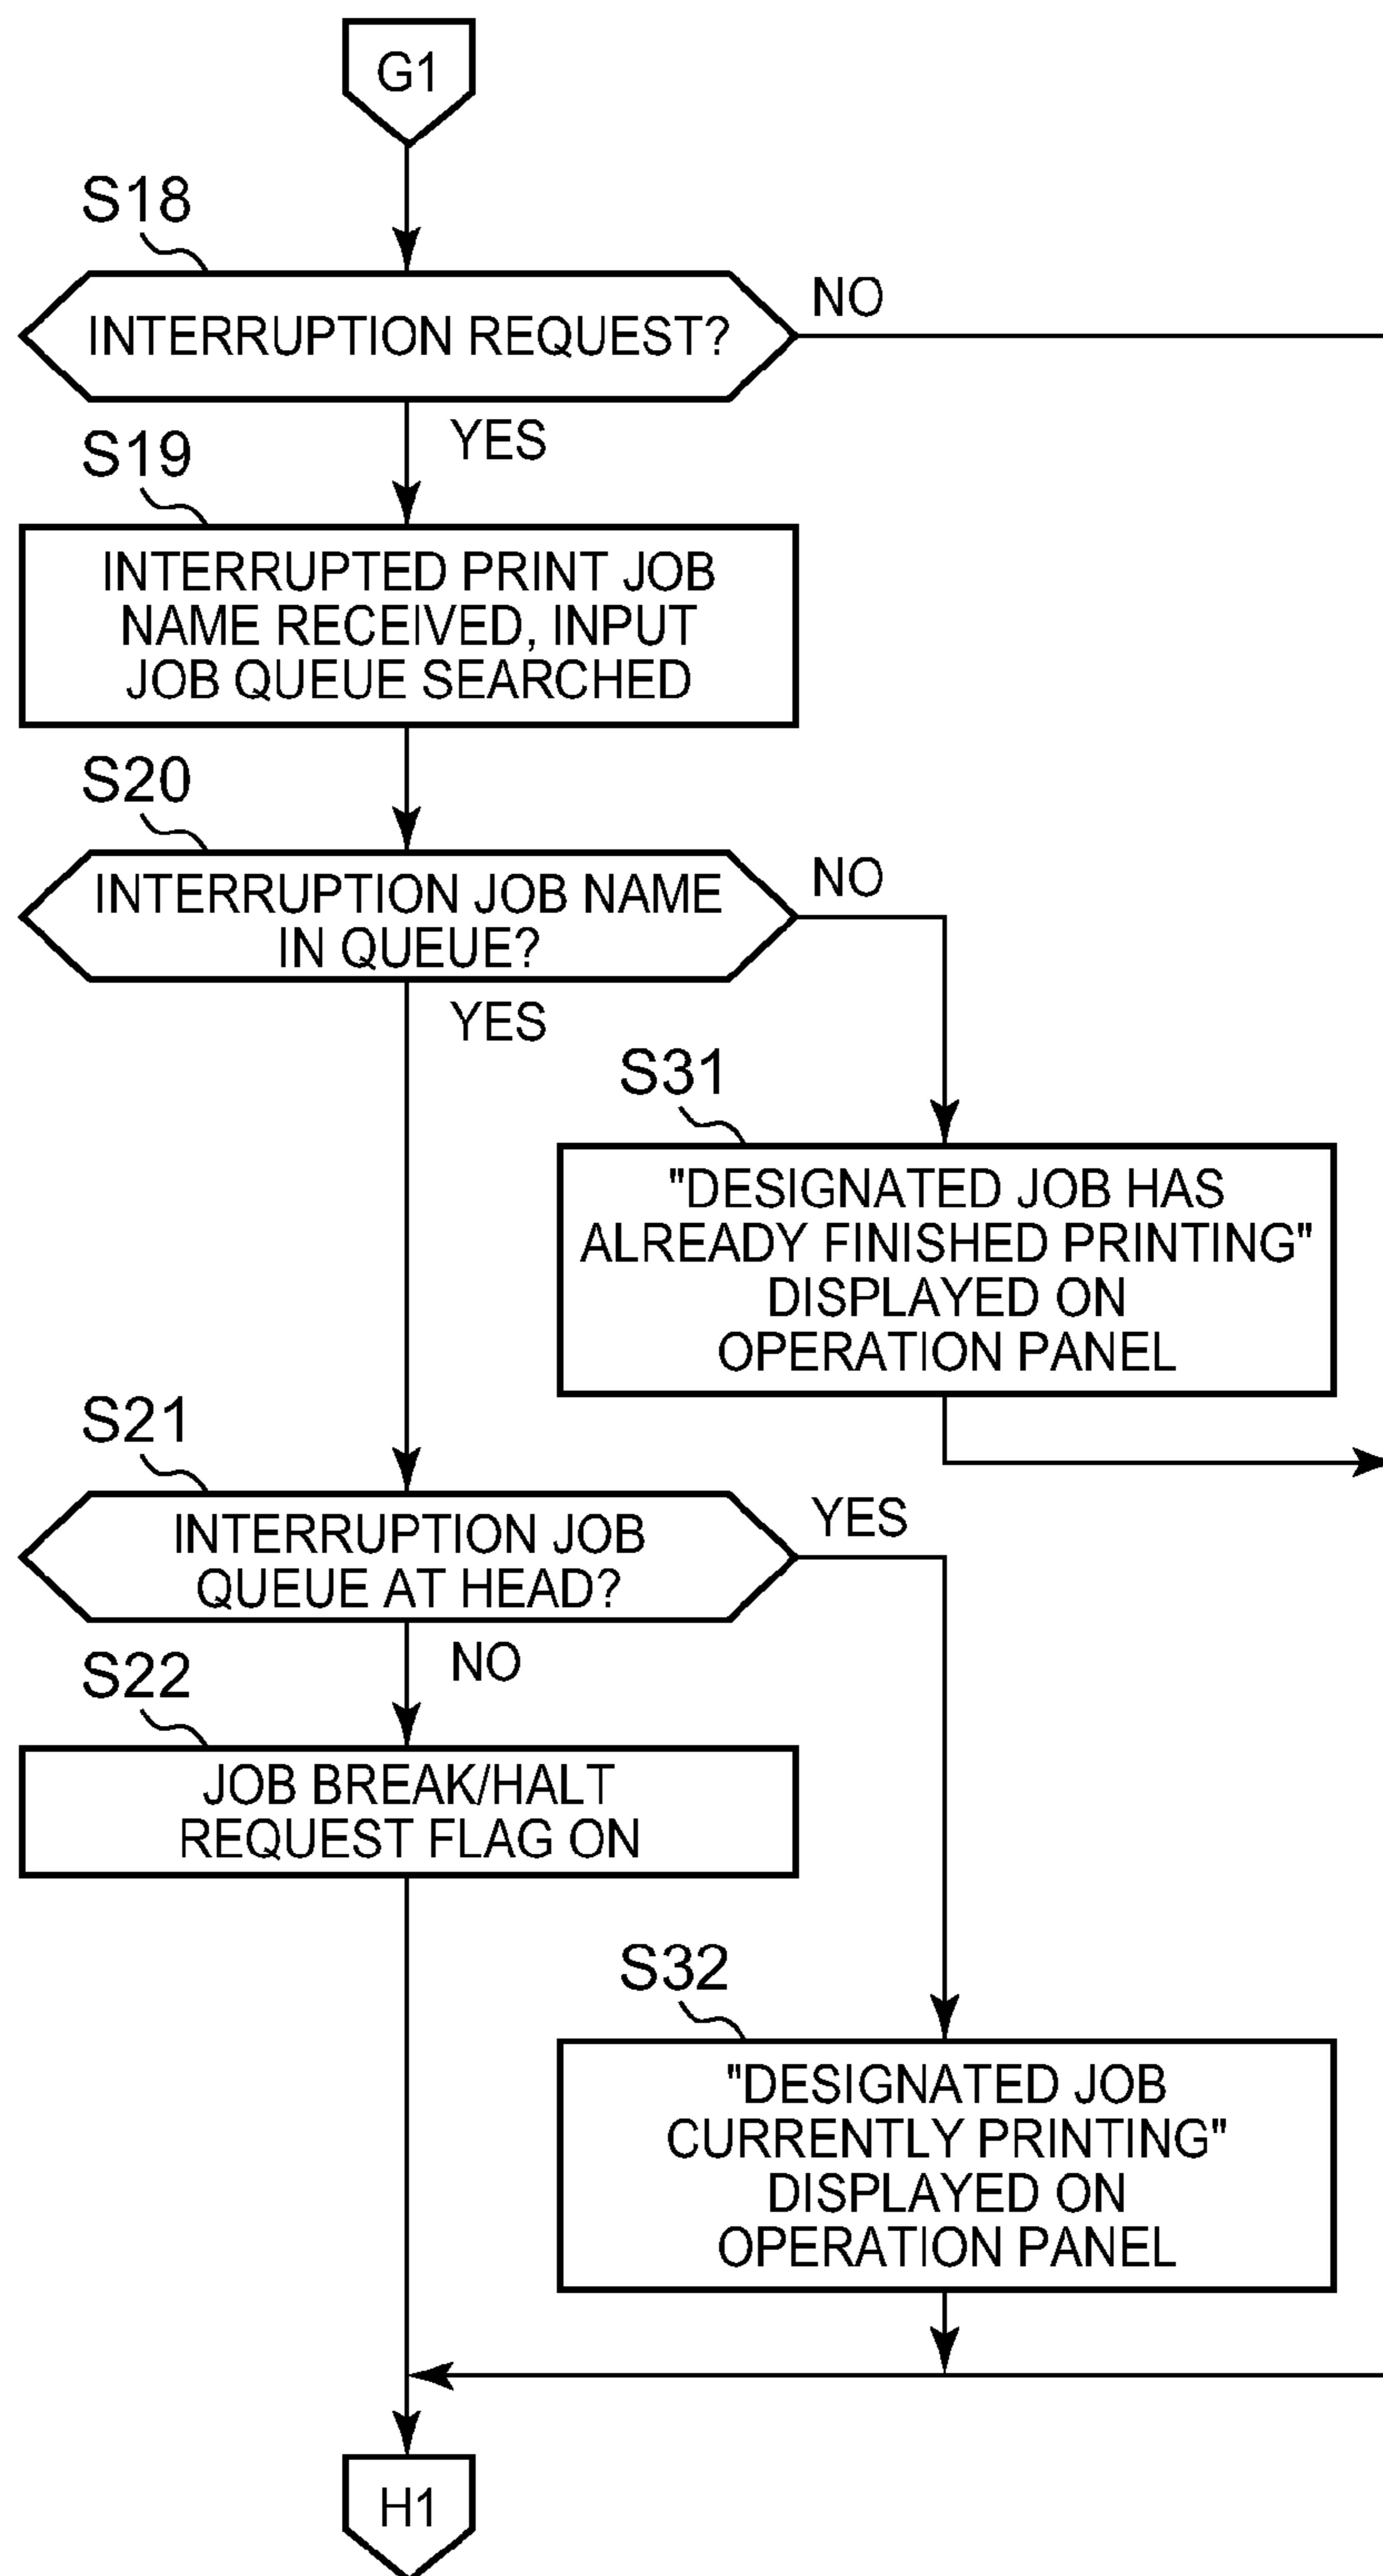 G1
S18
INTERRUPTION REQUEST?
NO
YES
S19
INTERRUPTED PRINT JOB
NAME RECEIVED, INPUT
JOB QUEUE SEARCHED
S20
INTERRUPTION JOB NAME
IN QUEUE?
NO
YES
S31
"DESIGNATED JOB HAS
ALREADY FINISHED PRINTING"
DISPLAYED ON
OPERATION PANEL
S21
INTERRUPTION JOB
QUEUE AT HEAD?
YES
NO
S22
JOB BREAK/HALT
REQUEST FLAG ON
S32
"DESIGNATED JOB
CURRENTLY PRINTING"
DISPLAYED ON
OPERATION PANEL
H1